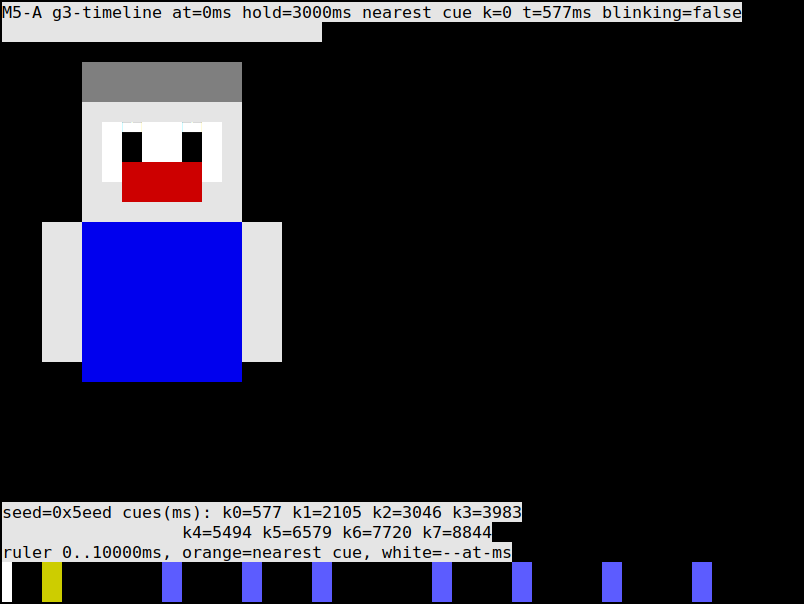 M5-A g3-timeline at=0ms hold=3000ms nearest cue k=0 t=577ms blinking=false
seed=0x5eed cues(ms): k0=577 k1=2105 k2=3046 k3=3983
k4=5494 k5=6579 k6=7720 k7=8844
ruler 0..10000ms, orange=nearest cue, white=--at-ms